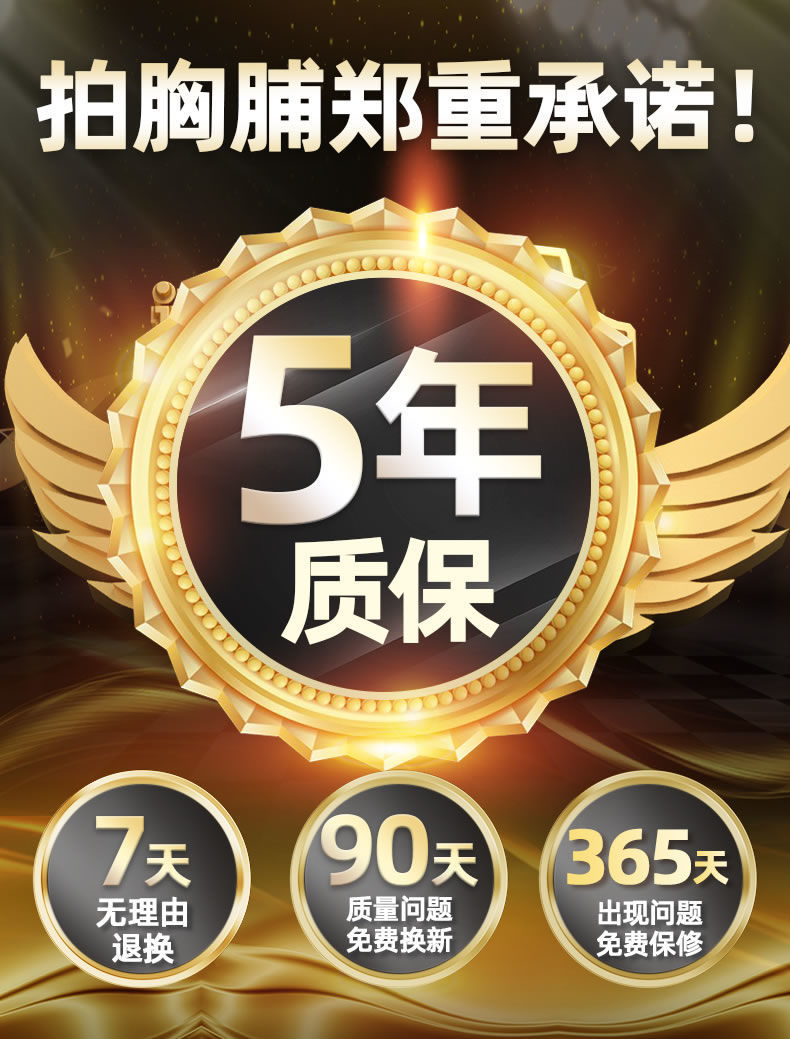 拍胸脯郑重承诺！
5年
质保
7天
无理由
退换
90天
质量问题
免费换新
365天
出现问题
免费保修